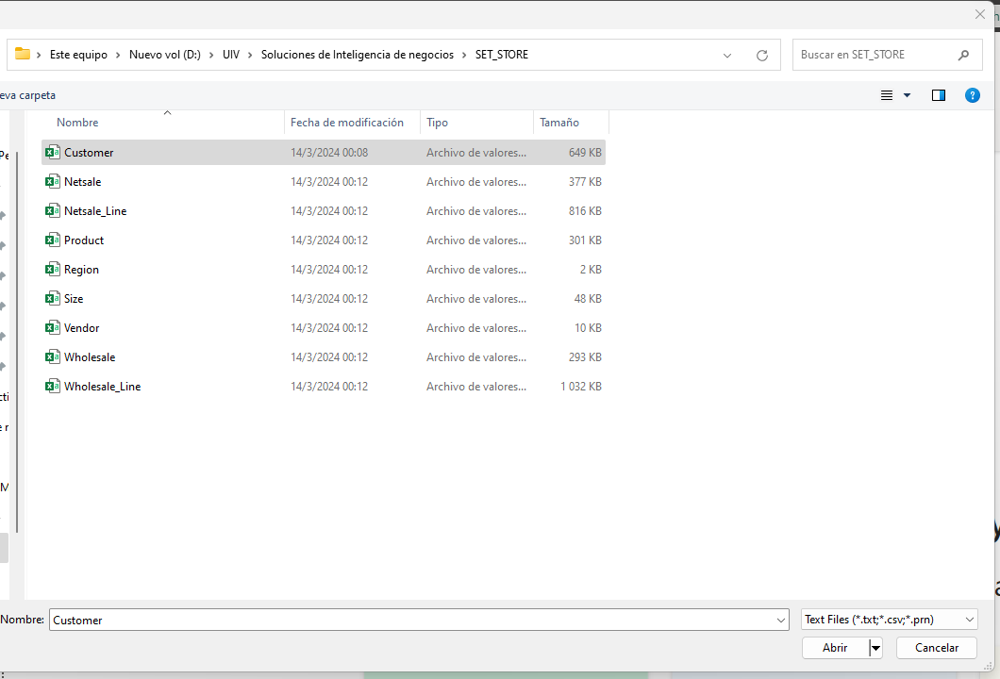 Este equipo > Nuevo vol (D:) > UIV > Soluciones de Inteligencia de negocios > SET_STORE
Buscar en SET_STORE
eva carpeta
Nombre Fecha de modificación Tipo Tamaño
Customer 14/3/2024 00:08 Archivo de valores... 649 KB
Netsale 14/3/2024 00:12 Archivo de valores... 377 KB
Netsale_Line 14/3/2024 00:12 Archivo de valores... 816 KB
Product 14/3/2024 00:12 Archivo de valores... 301 KB
Region 14/3/2024 00:12 Archivo de valores... 2 KB
Size 14/3/2024 00:12 Archivo de valores... 48 KB
Vendor 14/3/2024 00:12 Archivo de valores... 10 KB
Wholesale 14/3/2024 00:12 Archivo de valores... 293 KB
Wholesale_Line 14/3/2024 00:12 Archivo de valores... 1 032 KB
Nombre: Customer
Text Files (*.txt;*.csv;*.prn)
Abrir Cancelar